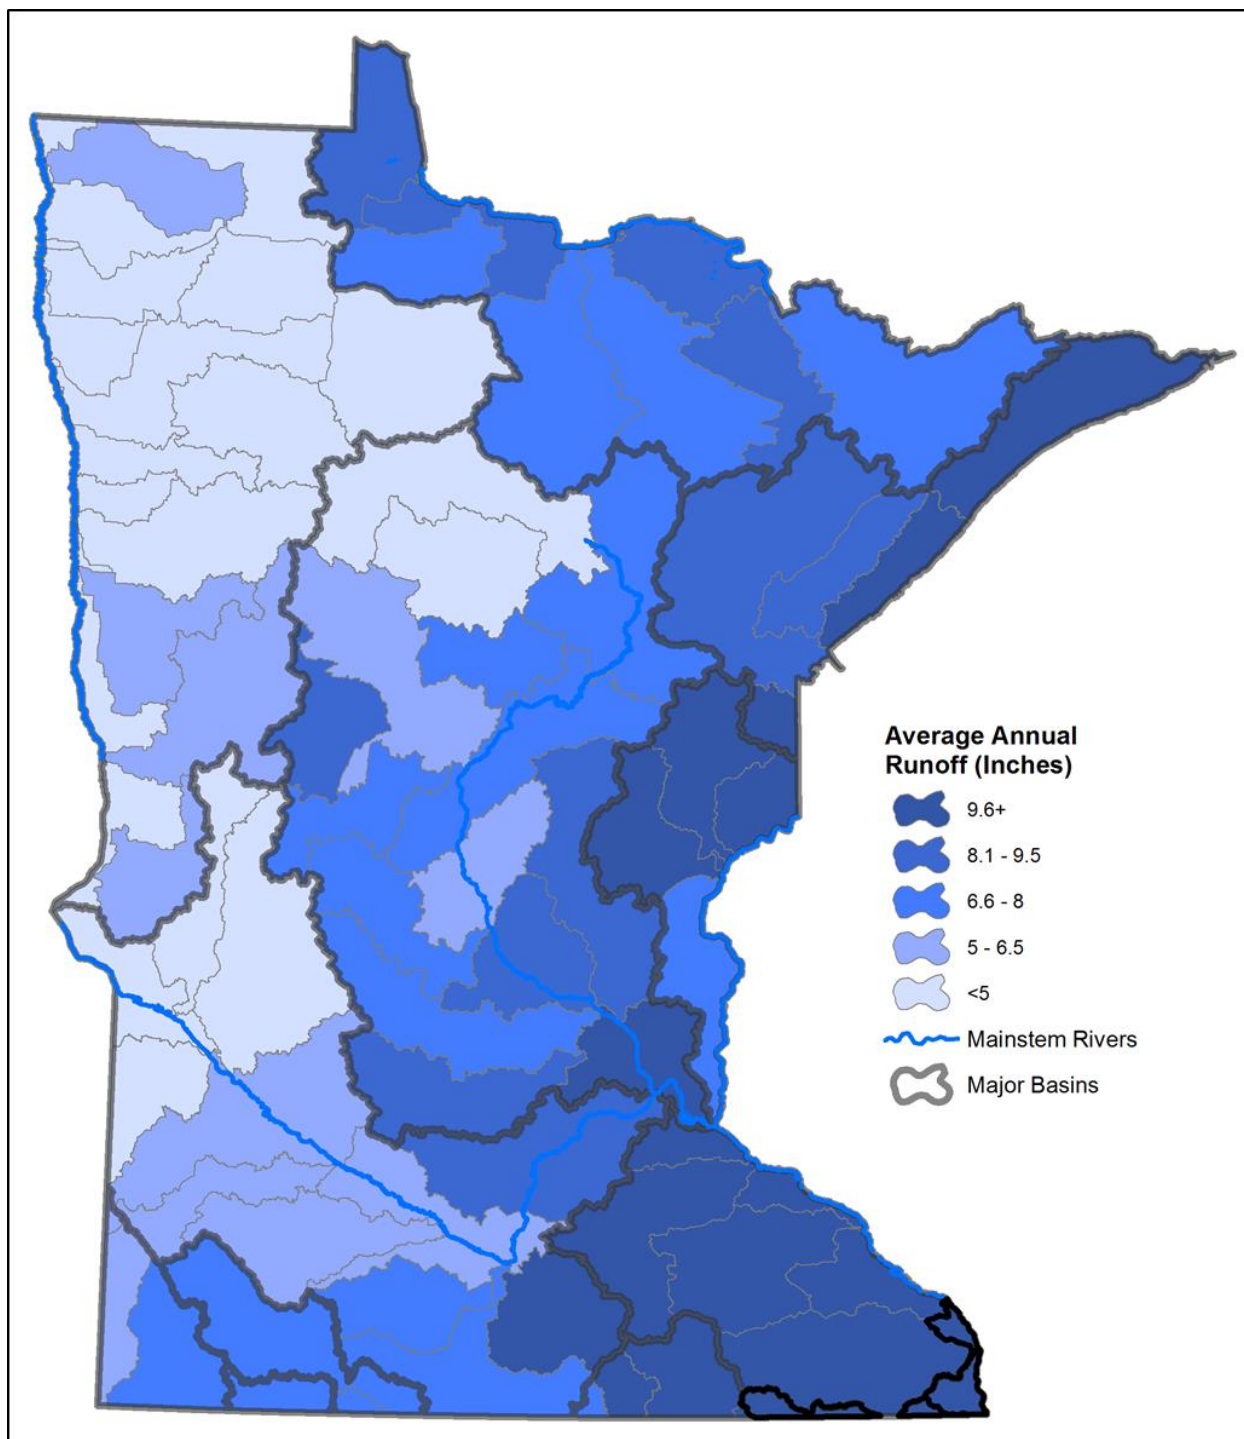 Average Annual
Runoff (Inches)
9.6+
8.1 - 9.5
6.6 - 8
5 - 6.5
<5
Mainstem Rivers
Major Basins